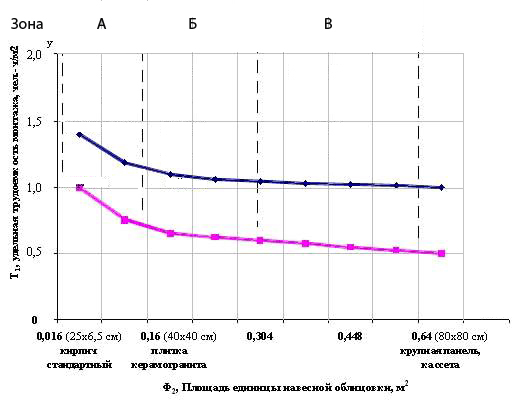 Зона А Б В
У
2,0
1,5
1,0
0,5
0
Т1, удельная трудоемкость монтажа, чел-ч/м2
0,016 (25х6,5 см) 0,16 (40х40 см) 0,304 0,448 0,64 (80х80 см)
кирпич плитка крупная панель,
стандартный керамогранита кассета
Ф2, Площадь единицы навесной облицовки, м2